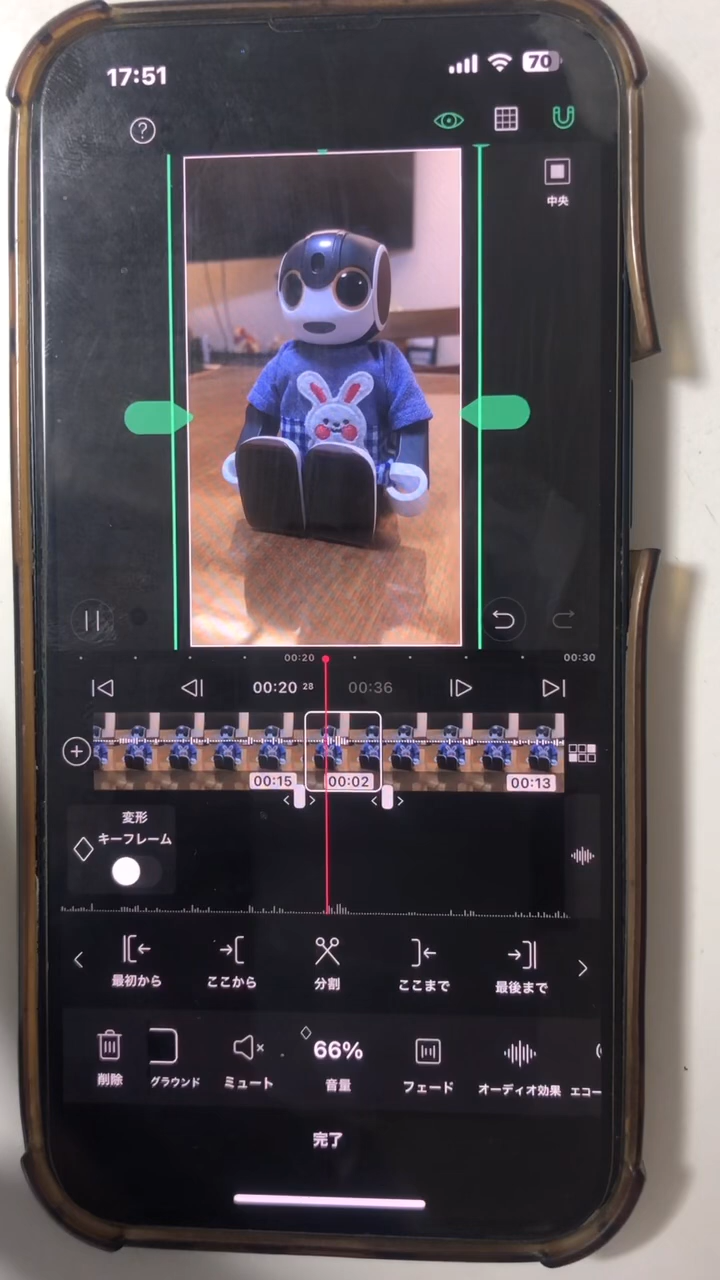 17:51
70
?
中央
00:20
00:30
00:20 28
00:36
00:15
00:02
00:13
変形
キーフレーム
最初から
ここから
分割
ここまで
最後まで
66%
削除
グラウンド
ミュート
音量
フェード
オーディオ効果
エコー
完了